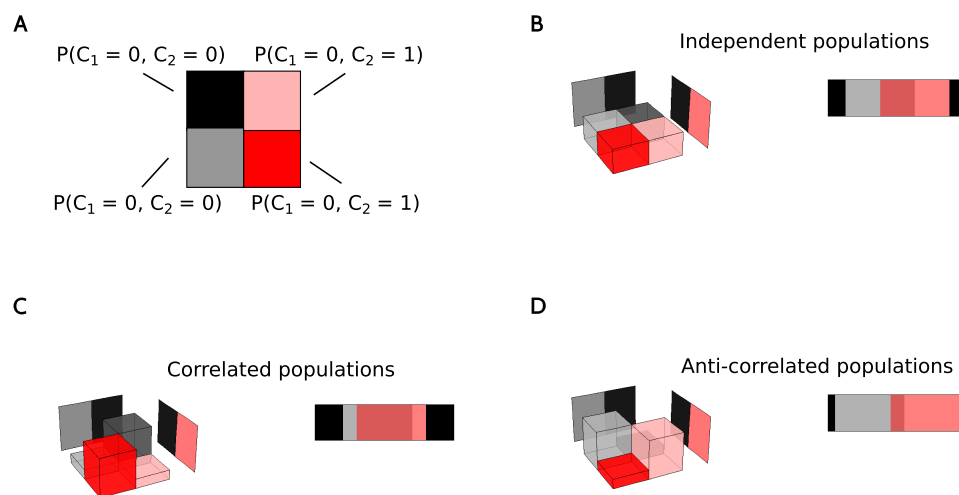 A
P(C₁ = 0, C₂ = 0)
P(C₁ = 0, C₂ = 1)
P(C₁ = 0, C₂ = 0)
P(C₁ = 0, C₂ = 1)
B
Independent populations
C
Correlated populations
D
Anti-correlated populations